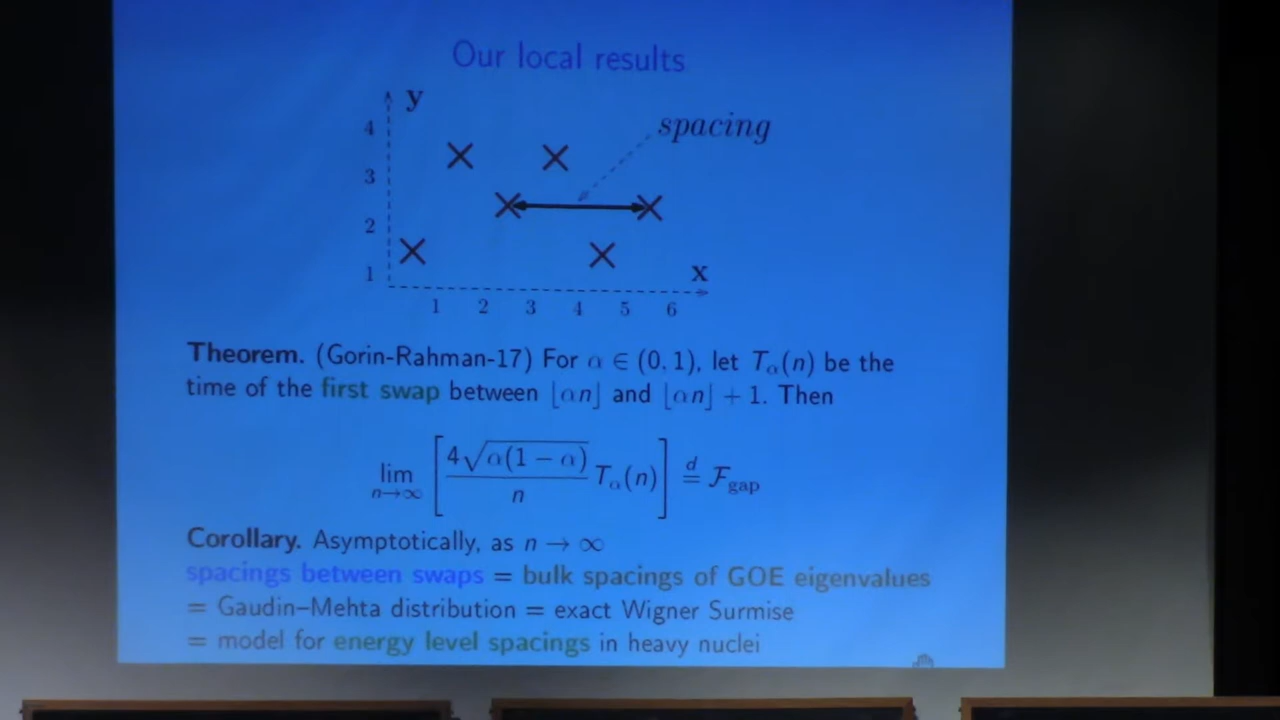 Our local results
y
4
3
2
1
spacing
x
1 2 3 4 5 6
Theorem. (Gorin-Rahman-17) For α ∈ (0, 1), let T_α(n) be the
time of the first swap between ⌊αn⌋ and ⌊αn⌋ + 1. Then
lim_{n→∞} [ 4√α(1 − α) / n T_α(n) ] =^d F_gap
Corollary. Asymptotically, as n → ∞
spacings between swaps = bulk spacings of GOE eigenvalues
= Gaudin–Mehta distribution = exact Wigner Surmise
= model for energy level spacings in heavy nuclei